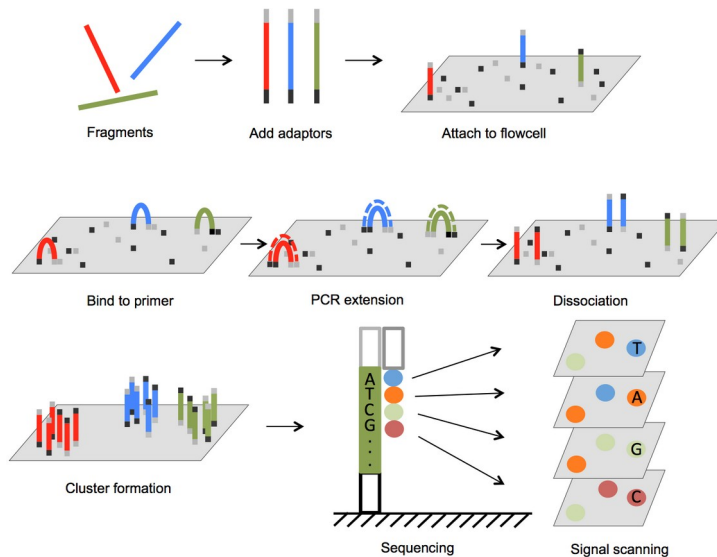 Fragments
Add adaptors
Attach to flowcell
Bind to primer
PCR extension
Dissociation
Cluster formation
A
T
C
G
.
.
.
Sequencing
T
A
G
C
Signal scanning